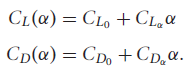 C_L(α) = C_{L_0} + C_{L_α}α
C_D(α) = C_{D_0} + C_{D_α}α.